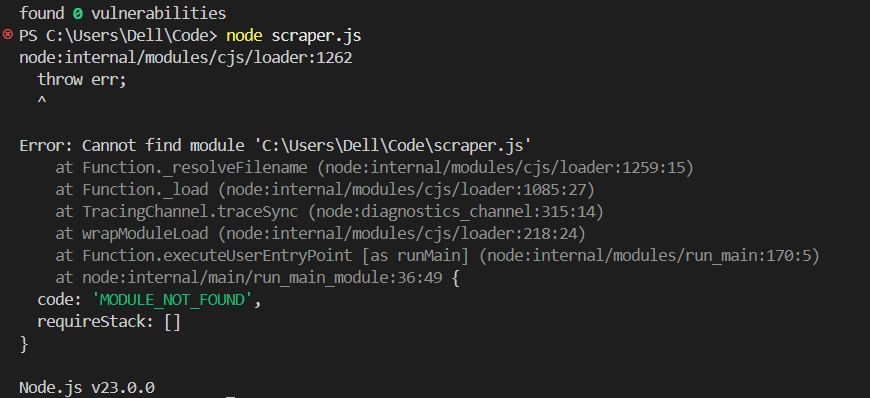 found 0 vulnerabilities
PS C:\Users\Dell\Code> node scraper.js
node:internal/modules/cjs/loader:1262
  throw err;
  ^

Error: Cannot find module 'C:\Users\Dell\Code\scraper.js'
    at Function._resolveFilename (node:internal/modules/cjs/loader:1259:15)
    at Function._load (node:internal/modules/cjs/loader:1085:27)
    at TracingChannel.traceSync (node:diagnostics_channel:315:14)
    at wrapModuleLoad (node:internal/modules/cjs/loader:218:24)
    at Function.executeUserEntryPoint [as runMain] (node:internal/modules/run_main:170:5)
    at node:internal/main/run_main_module:36:49 {
  code: 'MODULE_NOT_FOUND',
  requireStack: []
}

Node.js v23.0.0